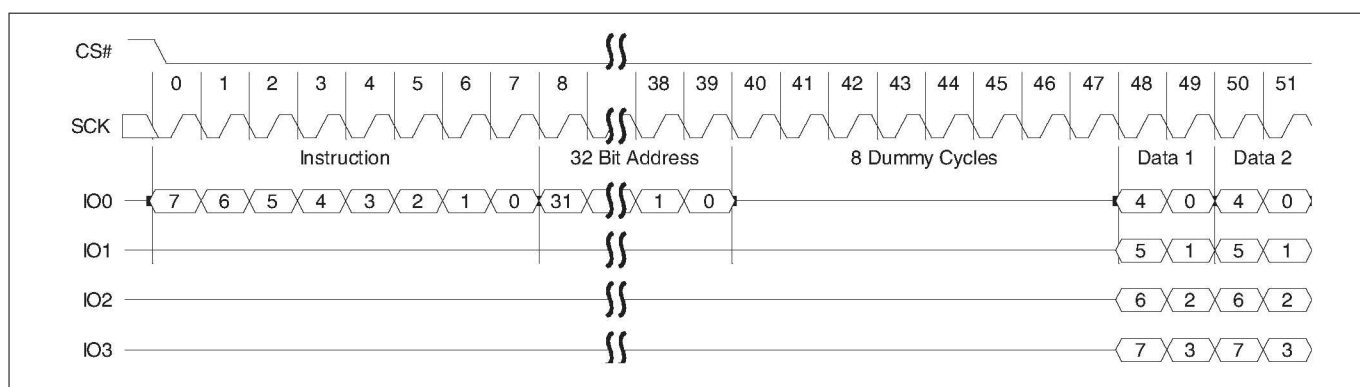 CS#
0 1 2 3 4 5 6 7 8 38 39 40 41 42 43 44 45 46 47 48 49 50 51
SCK
Instruction 32 Bit Address 8 Dummy Cycles Data 1 Data 2
IO0 7 6 5 4 3 2 1 0 31 1 0 4 0 4 0
IO1 5 1 5 1
IO2 6 2 6 2
IO3 7 3 7 3